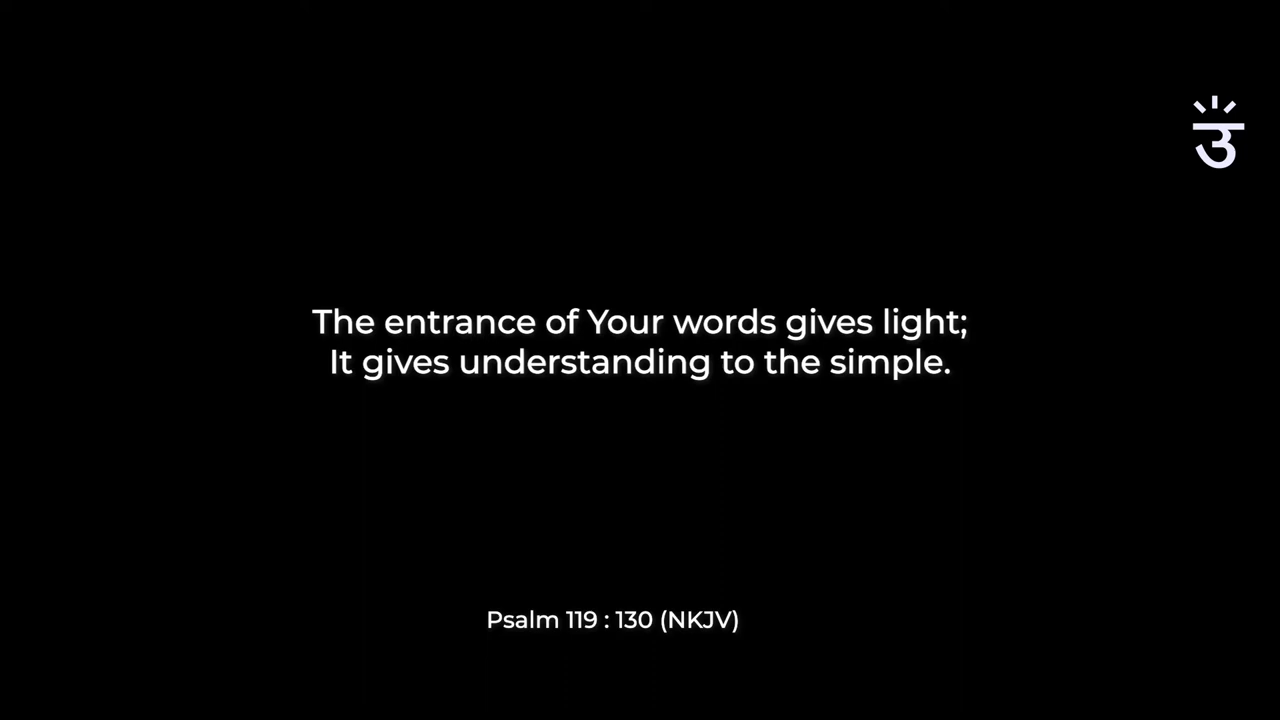 उ
The entrance of Your words gives light;
It gives understanding to the simple.
Psalm 119 : 130 (NKJV)